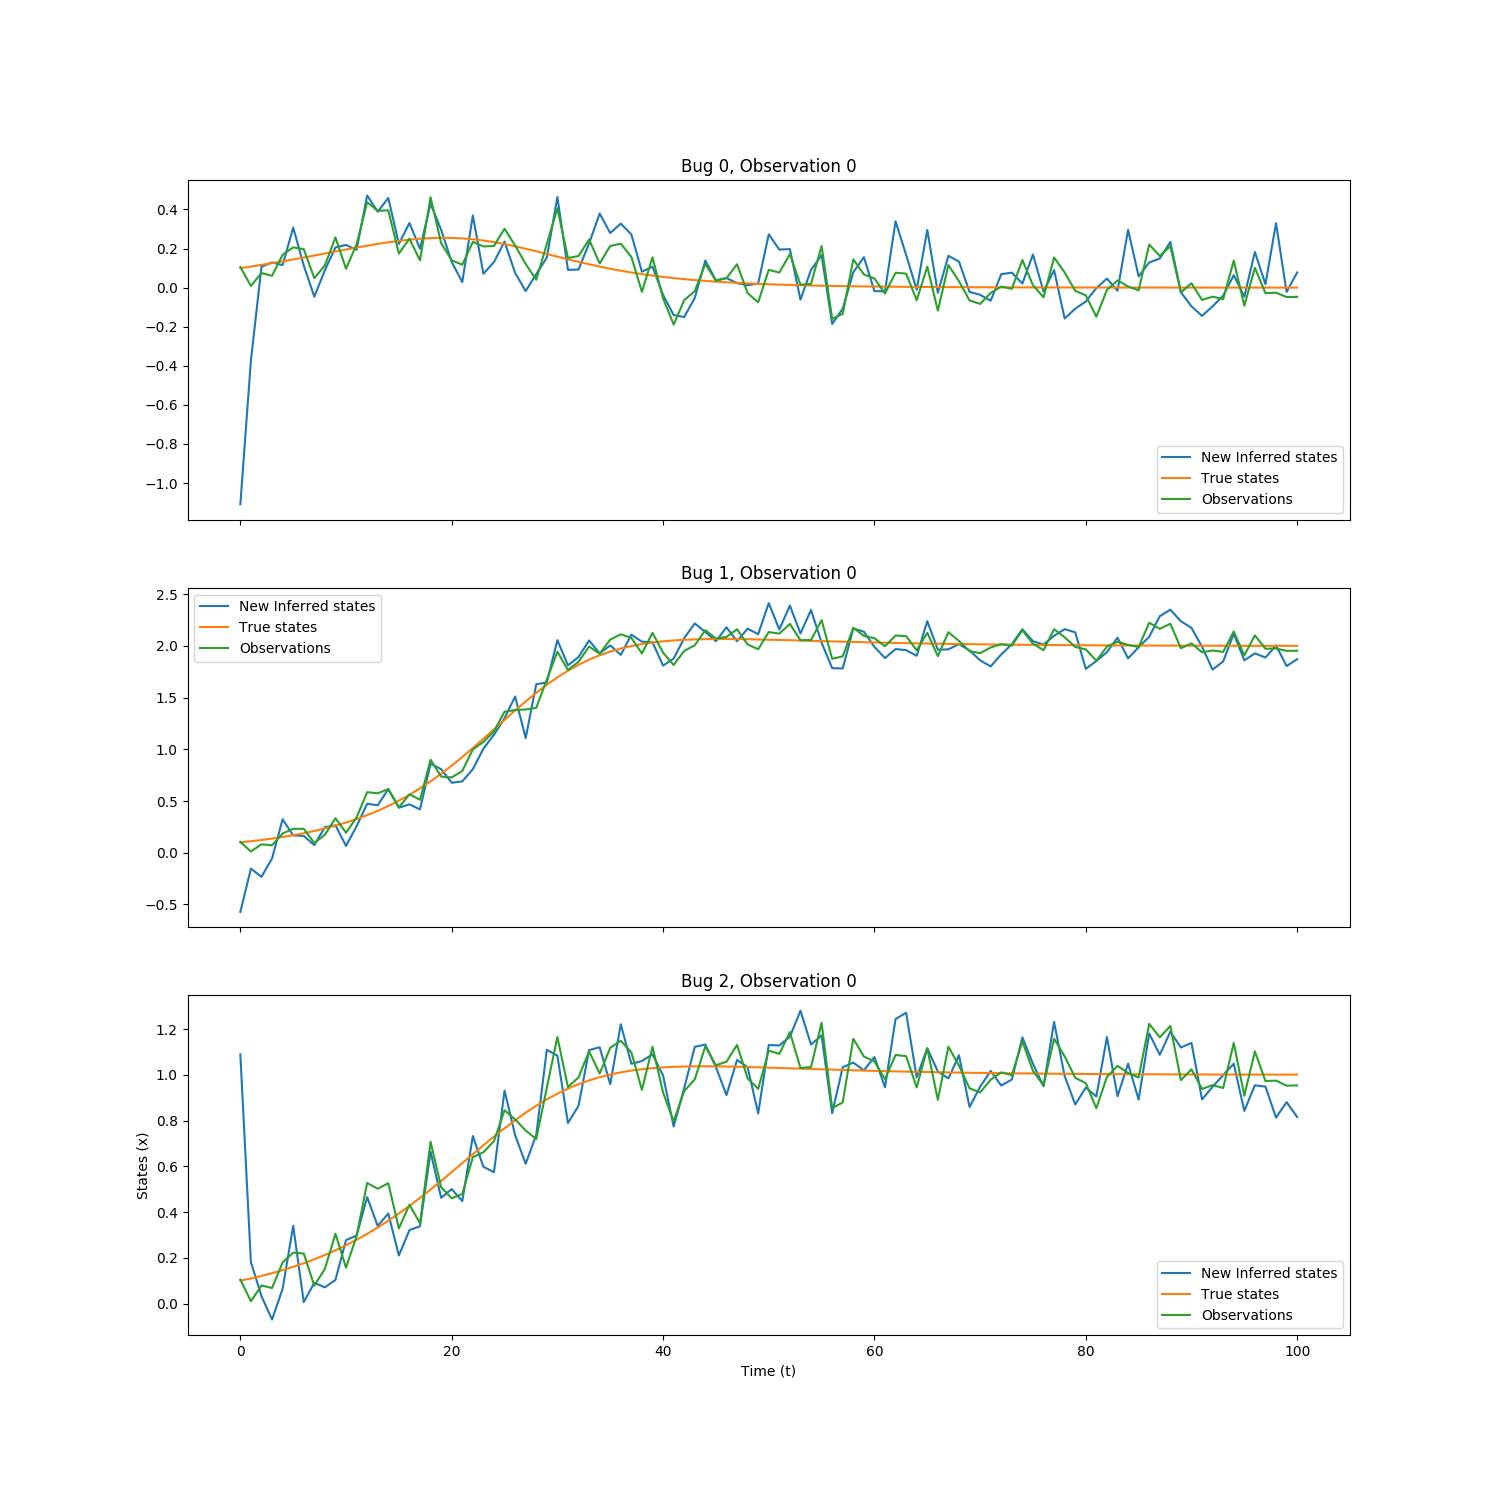 Bug 0, Observation 0
0.4
0.2
0.0
−0.2
−0.4
−0.6
−0.8
−1.0
New Inferred states
True states
Observations
Bug 1, Observation 0
2.5
2.0
1.5
1.0
0.5
0.0
−0.5
New Inferred states
True states
Observations
Bug 2, Observation 0
1.2
1.0
0.8
0.6
0.4
0.2
0.0
States (x)
New Inferred states
True states
Observations
0 20 40 60 80 100
Time (t)